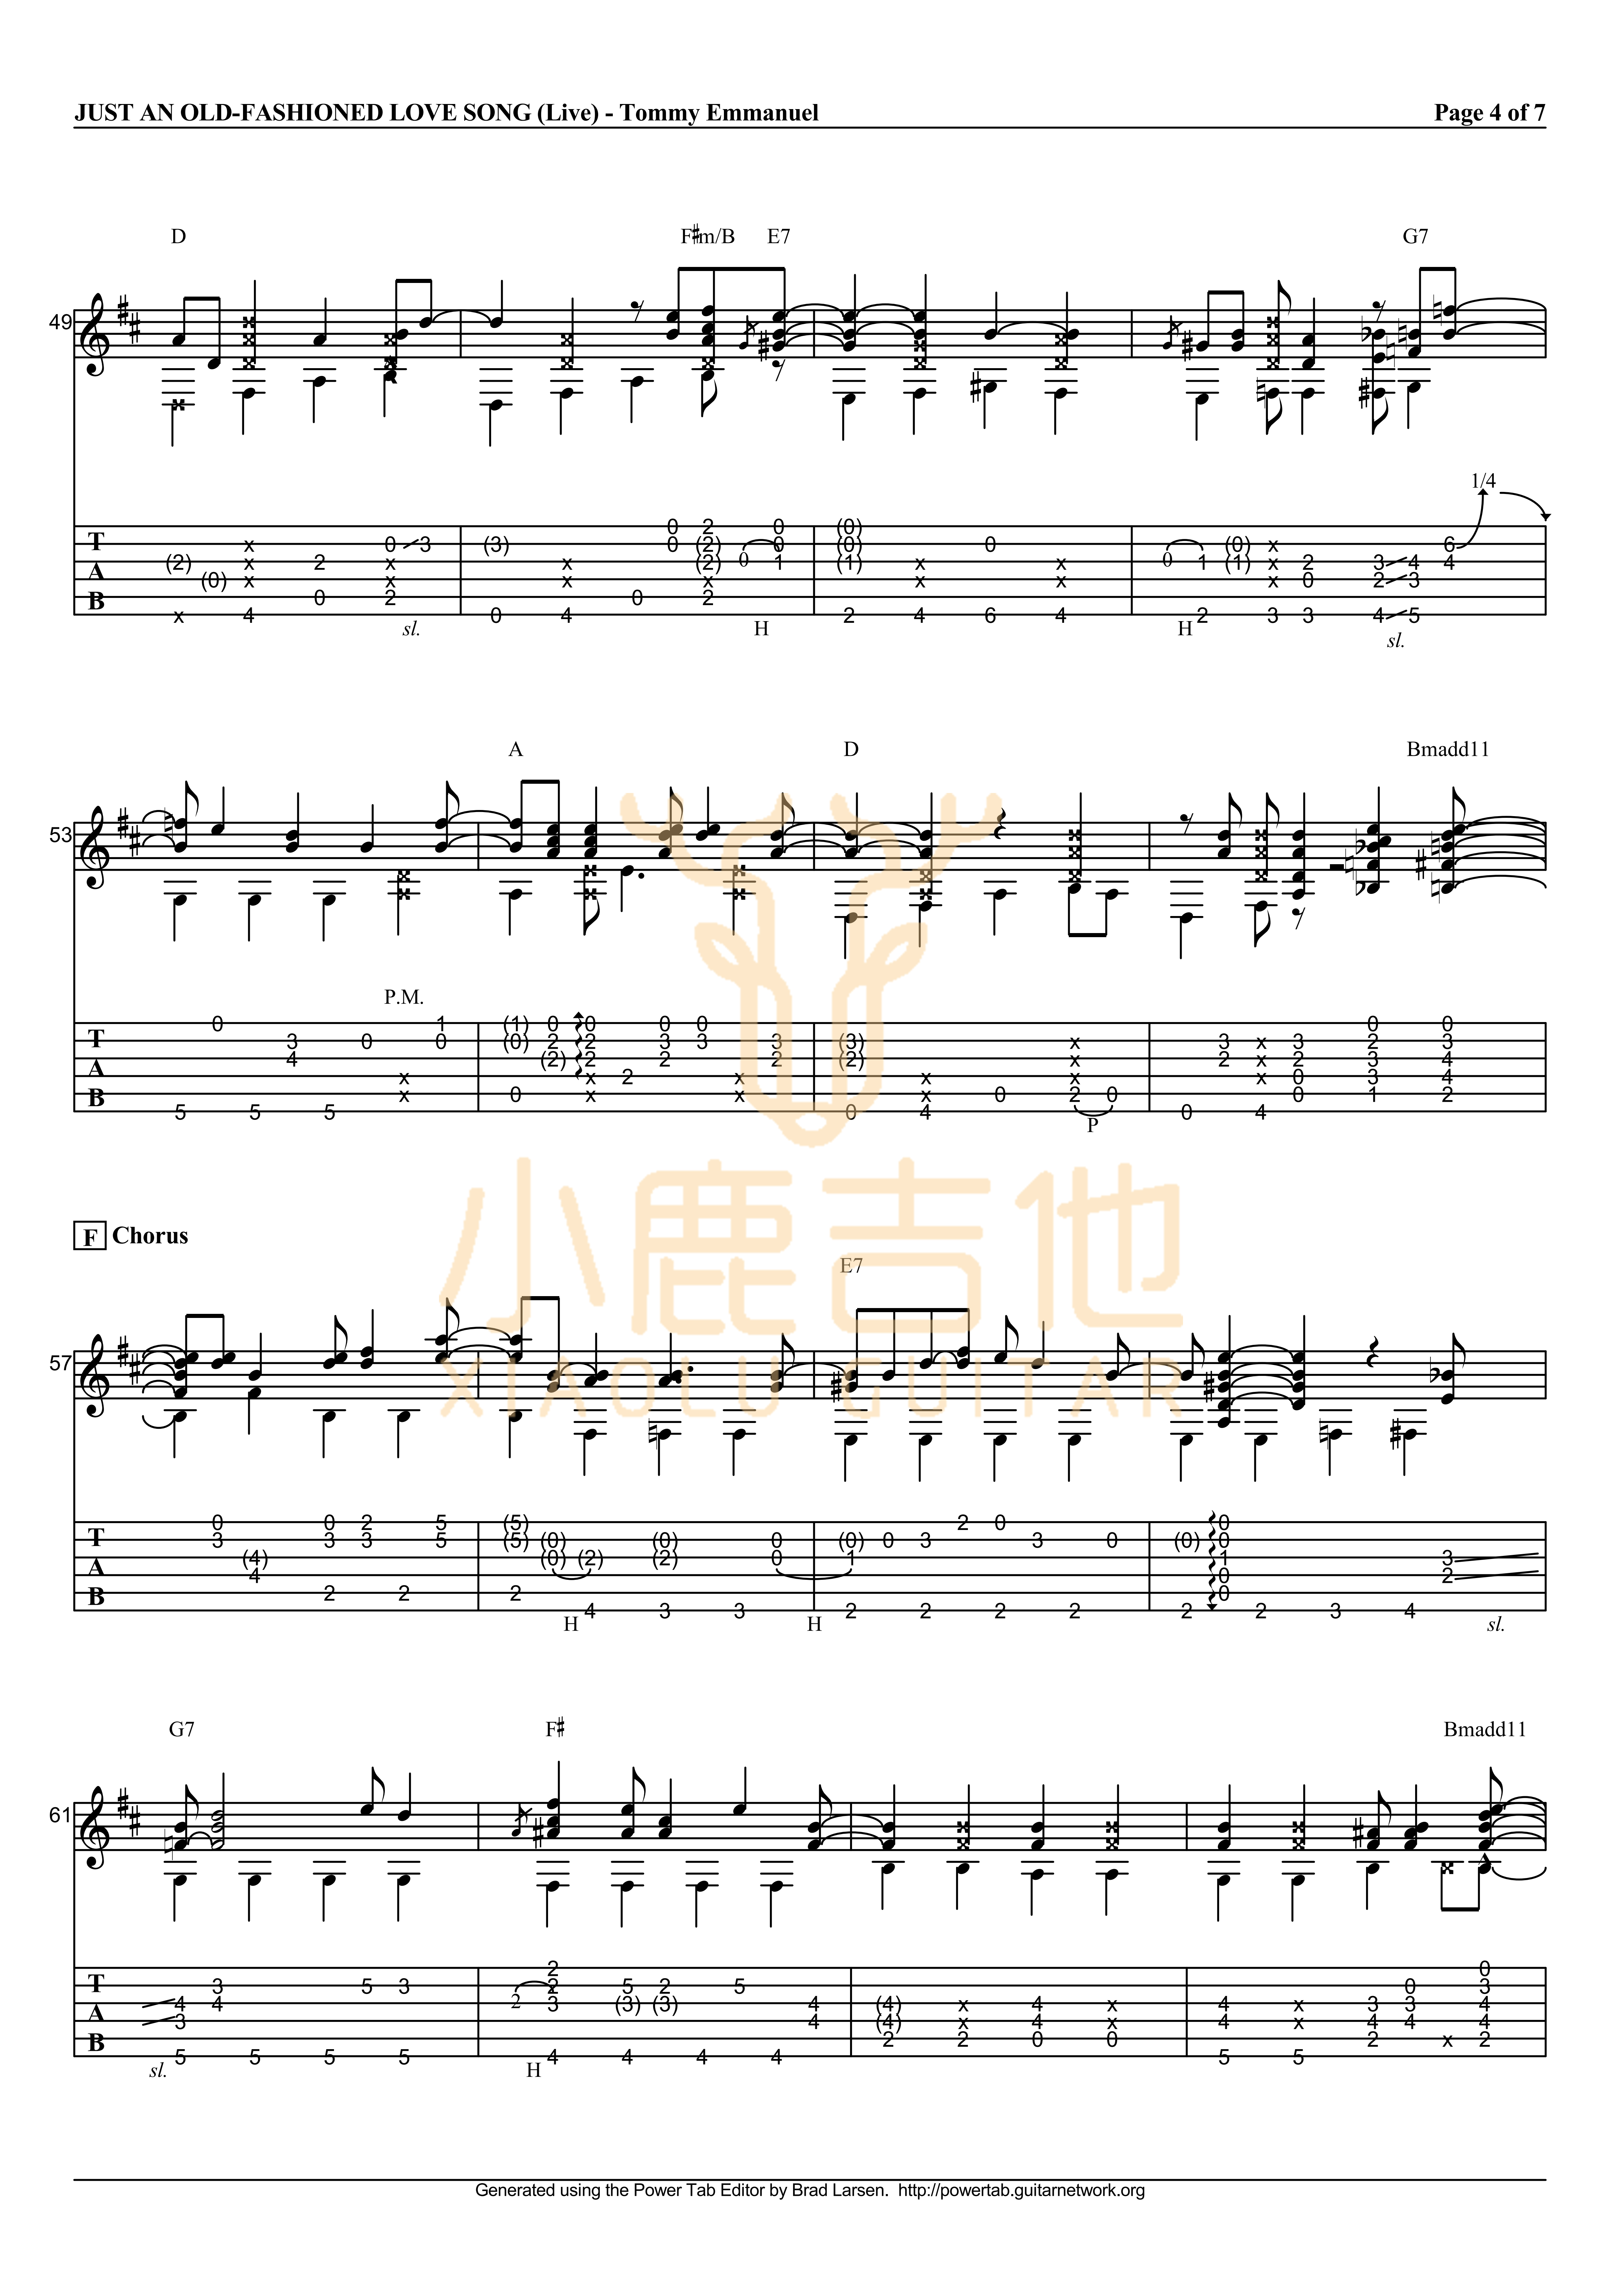 JUST AN OLD-FASHIONED LOVE SONG (Live) - Tommy Emmanuel Page 4 of 7
D F#m/B E7 G7
49
1/4
T x 0 3 (3) 0 2 0 (0) 0 (0) x 6
A (2) (0) x x 2 x x x x (2) x 0 1 (1) x x x x 0 1 (1) x x 2 0 3 2 4 3 4
B x 4 0 2 0 4 0 2 2 4 6 4 2 3 3 4 5
sl. H H sl.
A D Bmadd11
53
P.M.
T 0 3 0 1 0 (1) (0) 0 2 0 2 0 3 0 3 3 (3) x 3 x 3 0 2 0 3
A 4 x (2) 2 x 2 2 x 2 (2) x x x 2 x x 2 0 3 3 4 4
B 5 5 5 x 0 x x 0 x 4 0 2 0 0 4 0 1 2
P
F Chorus
E7
小鹿吉他
XIAOLU GUITAR
57
T 0 3 0 3 2 3 5 5 (5) (5) (0) (0) 0 (0) 0 3 2 0 3 0 (0) 0 0
A (4) 4 (0) (2) (2) 0 1 1 0 3 2
B 2 2 2 4 3 3 2 2 2 2 2 0 2 3 4
H H sl.
G7 F# Bmadd11
61
T 3 5 3 2 2 5 2 5 0 0 3
A 4 3 4 2 3 (3) (3) 4 4 (4) (4) x x 4 4 x x 4 4 x x 3 4 3 4 4 4
B 5 5 5 5 4 4 4 4 2 2 0 0 5 5 2 x 2
sl. H
Generated using the Power Tab Editor by Brad Larsen. http://powertab.guitarnetwork.org